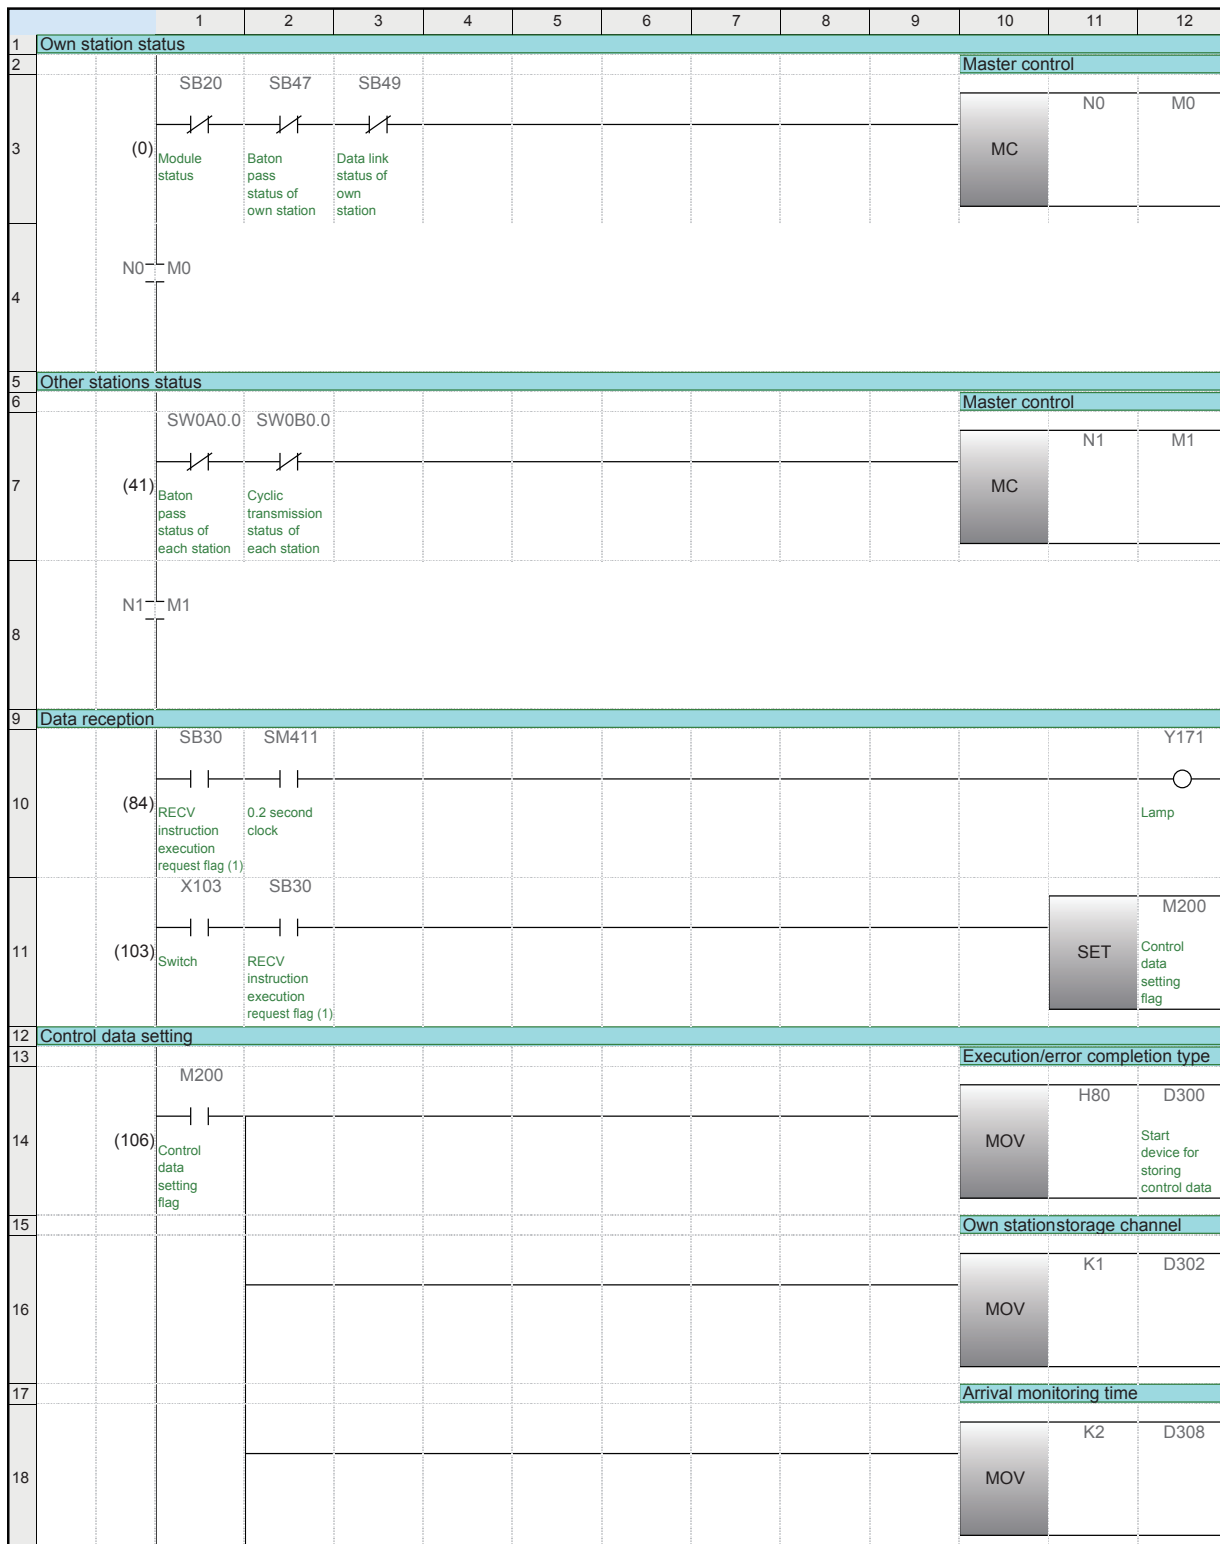 1 2 3 4 5 6 7 8 9 10 11 12
1 Own station status
2 Master control
SB20 SB47 SB49 N0 M0
3 (0) MC
Module Baton Data link
status pass status of
status of own
own station station
N0 M0
4
5 Other stations status
6 Master control
SW0A0.0 SW0B0.0 N1 M1
7 (41) MC
Baton Cyclic
pass transmission
status of status of
each station each station
N1 M1
8
9 Data reception
SB30 SM411 Y171
10 (84)
RECV 0.2 second Lamp
instruction clock
execution
request flag (1)
X103 SB30 M200
11 (103) SET
Switch RECV Control
instruction data
execution setting
request flag (1) flag
12 Control data setting
13 Execution/error completion type
M200 H80 D300
14 (106) MOV
Control Start
data device for
setting storing
flag control data
15 Own stationstorage channel
K1 D302
16 MOV
17 Arrival monitoring time
K2 D308
18 MOV